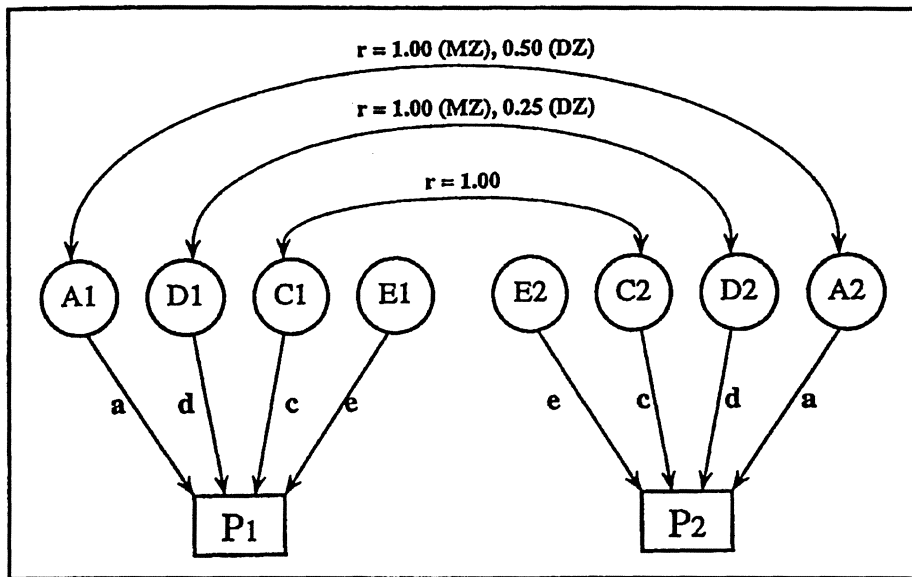 r = 1.00 (MZ), 0.50 (DZ)
r = 1.00 (MZ), 0.25 (DZ)
r = 1.00
A1 D1 C1 E1 E2 C2 D2 A2
a d c e e c d a
P1 P2